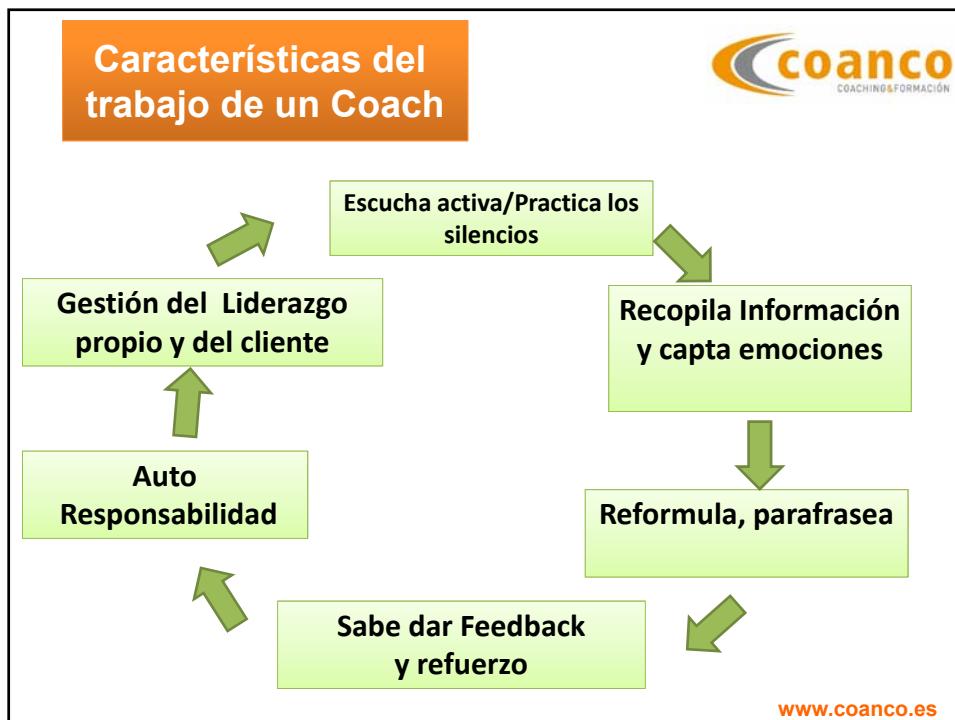 Características del
trabajo de un Coach
coanco
COACHING&FORMACIÓN
Escucha activa/Practica los
silencios
Recopila Información
y capta emociones
Reformula, parafrasea
Sabe dar Feedback
y refuerzo
Auto
Responsabilidad
Gestión del Liderazgo
propio y del cliente
www.coanco.es